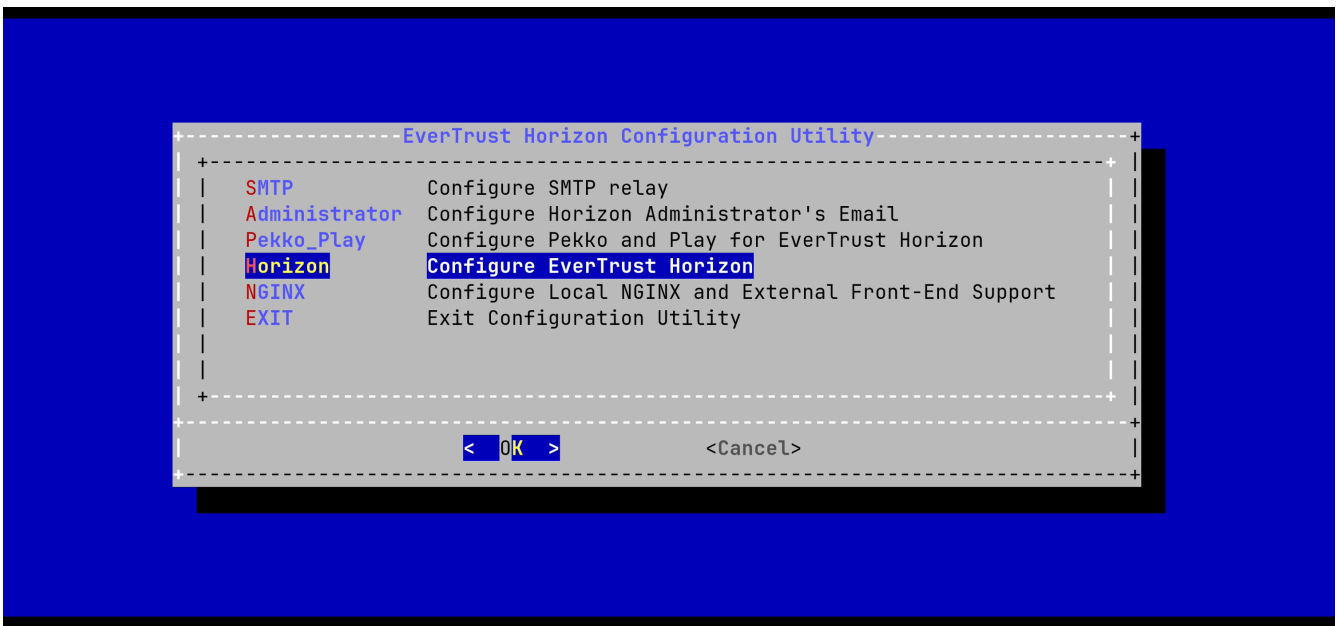 EverTrust Horizon Configuration Utility
SMTP Configure SMTP relay
Administrator Configure Horizon Administrator's Email
Pekko_Play Configure Pekko and Play for EverTrust Horizon
Horizon Configure EverTrust Horizon
NGINX Configure Local NGINX and External Front-End Support
EXIT Exit Configuration Utility
< OK > <Cancel>